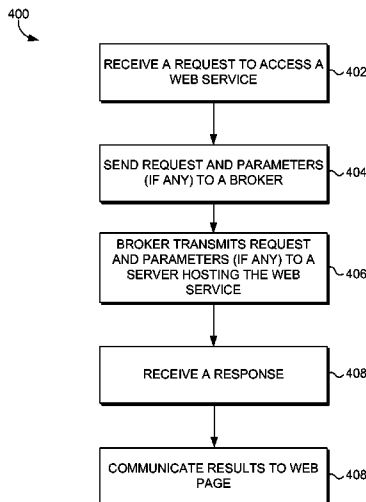 400
RECEIVE A REQUEST TO ACCESS A
WEB SERVICE
402
SEND REQUEST AND PARAMETERS
(IF ANY) TO A BROKER
404
BROKER TRANSMITS REQUEST
AND PARAMETERS (IF ANY) TO A
SERVER HOSTING THE WEB
SERVICE
406
RECEIVE A RESPONSE
408
COMMUNICATE RESULTS TO WEB
PAGE
408